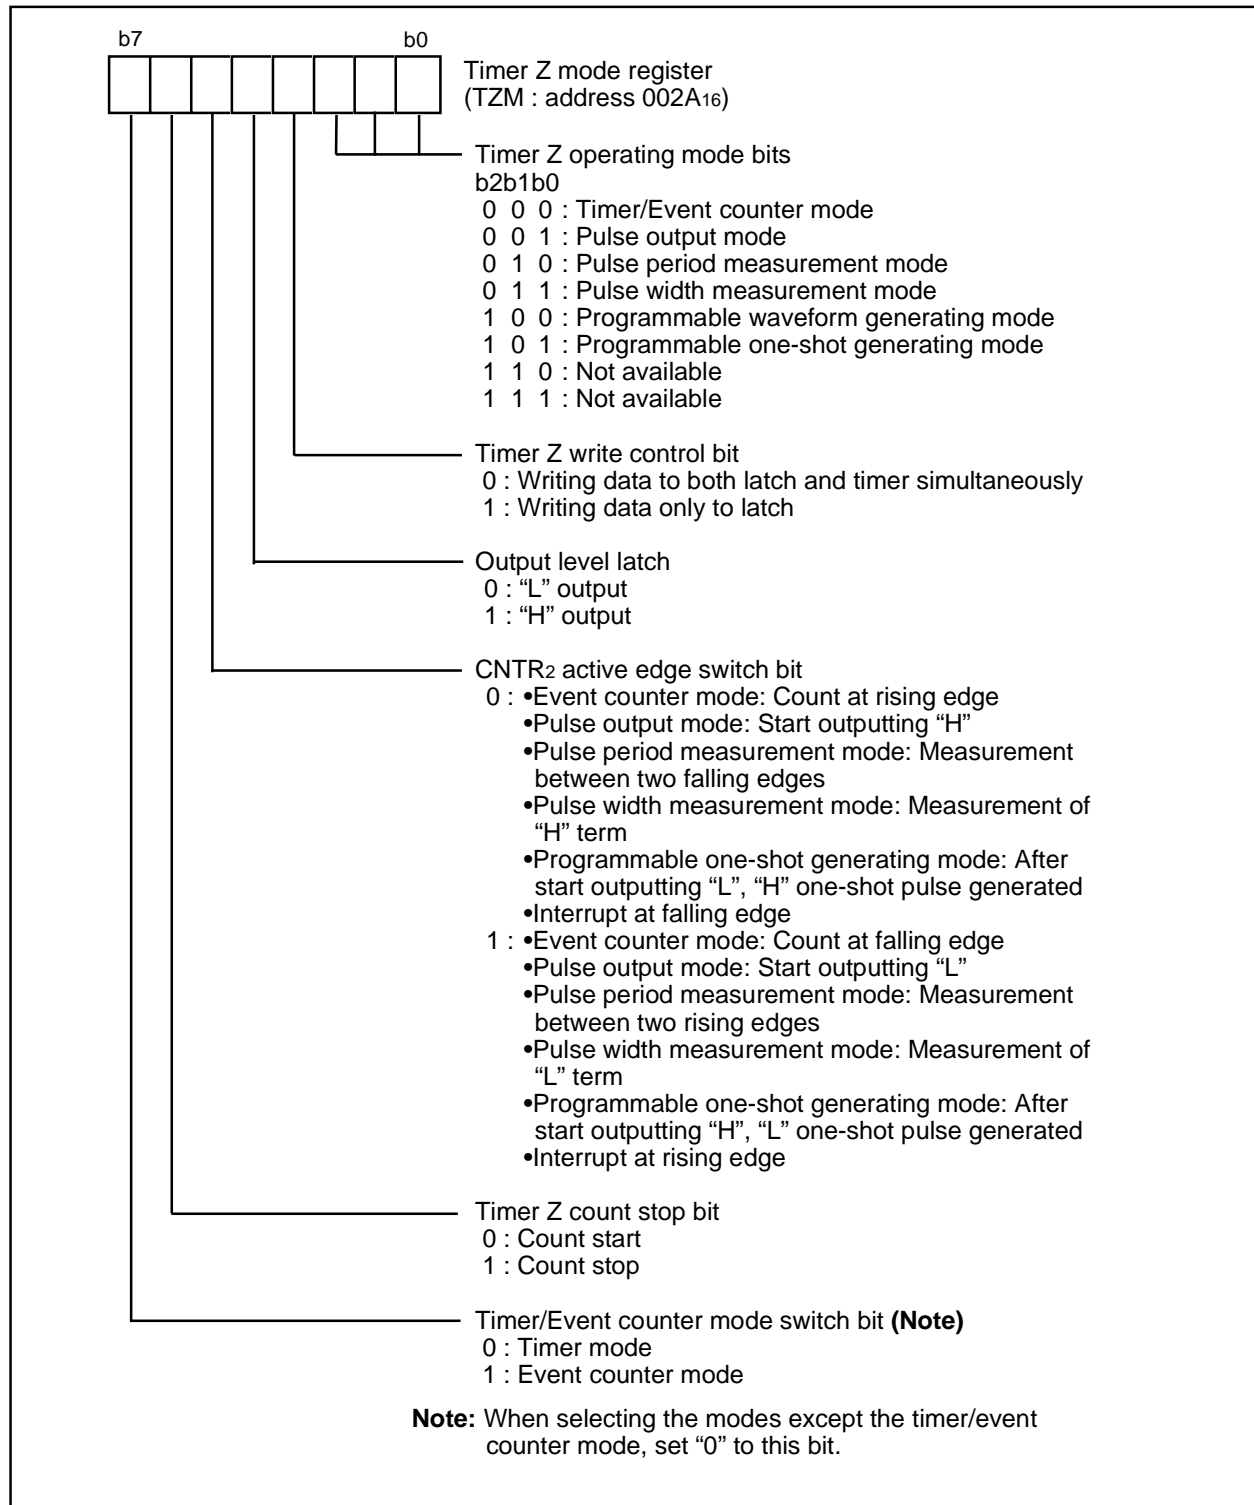 b7 b0
Timer Z mode register
(TZM : address 002A16)
Timer Z operating mode bits
b2b1b0
0 0 0 : Timer/Event counter mode
0 0 1 : Pulse output mode
0 1 0 : Pulse period measurement mode
0 1 1 : Pulse width measurement mode
1 0 0 : Programmable waveform generating mode
1 0 1 : Programmable one-shot generating mode
1 1 0 : Not available
1 1 1 : Not available
Timer Z write control bit
0 : Writing data to both latch and timer simultaneously
1 : Writing data only to latch
Output level latch
0 : “L” output
1 : “H” output
CNTR2 active edge switch bit
0 : •Event counter mode: Count at rising edge
•Pulse output mode: Start outputting “H”
•Pulse period measurement mode: Measurement
between two falling edges
•Pulse width measurement mode: Measurement of
“H” term
•Programmable one-shot generating mode: After
start outputting “L”, “H” one-shot pulse generated
•Interrupt at falling edge
1 : •Event counter mode: Count at falling edge
•Pulse output mode: Start outputting “L”
•Pulse period measurement mode: Measurement
between two rising edges
•Pulse width measurement mode: Measurement of
“L” term
•Programmable one-shot generating mode: After
start outputting “H”, “L” one-shot pulse generated
•Interrupt at rising edge
Timer Z count stop bit
0 : Count start
1 : Count stop
Timer/Event counter mode switch bit (Note)
0 : Timer mode
1 : Event counter mode
Note: When selecting the modes except the timer/event
counter mode, set “0” to this bit.